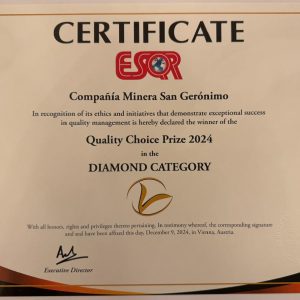 CERTIFICATE
ESQR
Compañía Minera San Gerónimo
In recognition of its ethics and initiatives that demonstrate exceptional success
in quality management is hereby declared the winner of the
Quality Choice Prize 2024
in the
DIAMOND CATEGORY
With all honors, rights and privileges thereto pertaining. In testimony whereof, the corresponding signature
and seal have been affixed this day, December 9, 2024, in Vienna, Austria.
Executive Director